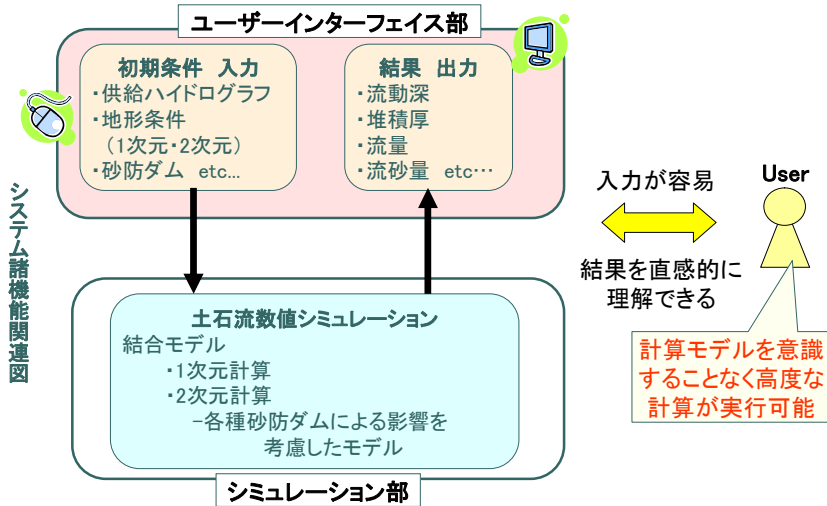 ユーザーインターフェイス部
初期条件 入力
・供給ハイドログラフ
・地形条件
（1次元・2次元）
・砂防ダム etc...
結果 出力
・流動深
・堆積厚
・流量
・流砂量 etc…
システム諸機能関連図
土石流数値シミュレーション
結合モデル
・1次元計算
・2次元計算
－各種砂防ダムによる影響を
考慮したモデル
シミュレーション部
入力が容易
結果を直感的に
理解できる
User
計算モデルを意識
することなく高度な
計算が実行可能